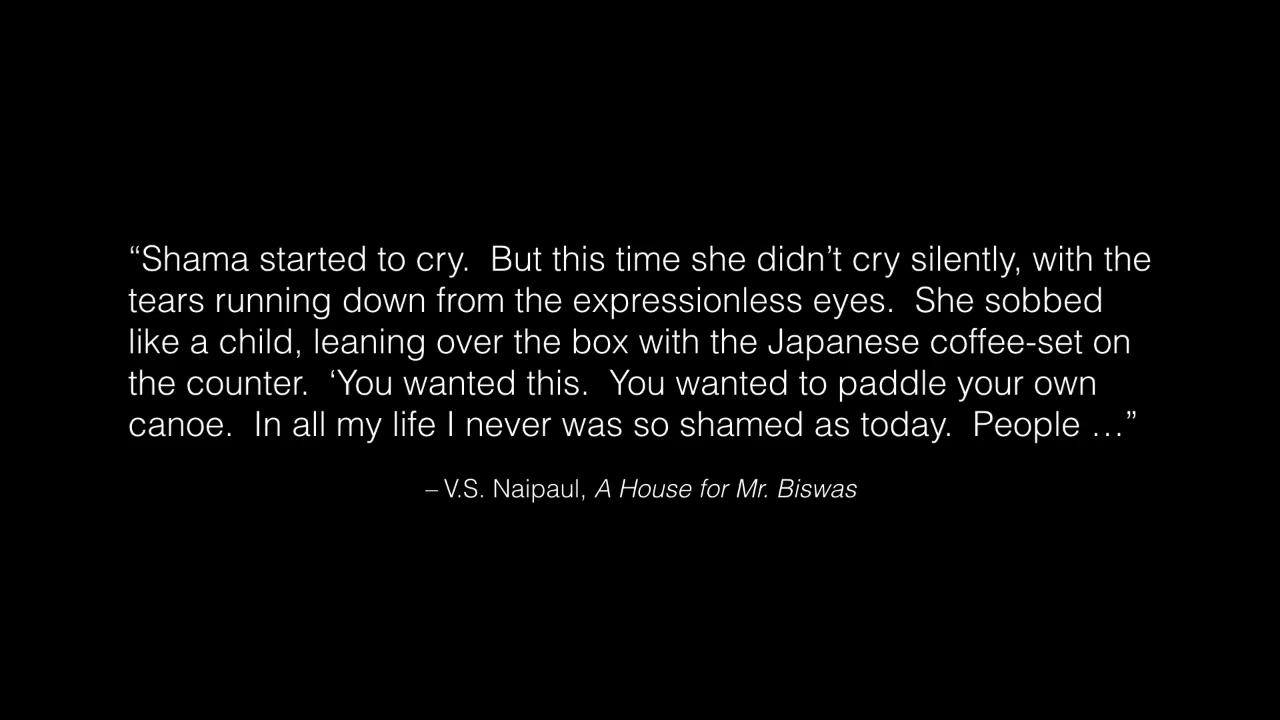 “Shama started to cry.  But this time she didn’t cry silently, with the
tears running down from the expressionless eyes.  She sobbed
like a child, leaning over the box with the Japanese coffee-set on
the counter.  ‘You wanted this.  You wanted to paddle your own
canoe.  In all my life I never was so shamed as today.  People …”
– V.S. Naipaul, A House for Mr. Biswas